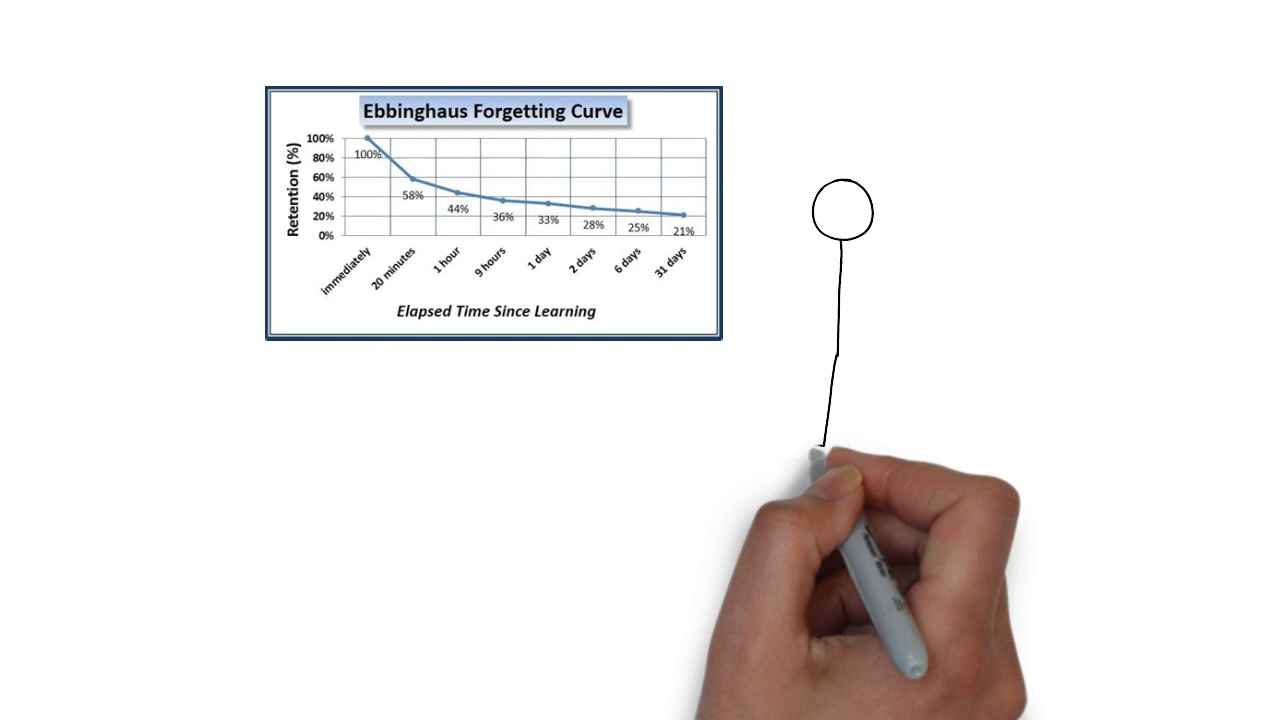 Ebbinghaus Forgetting Curve
Retention (%)
100%
80%
60%
40%
20%
0%
100%
58%
44%
36%
33%
28%
25%
21%
immediately
20 minutes
1 hour
9 hours
1 day
2 days
6 days
31 days
Elapsed Time Since Learning